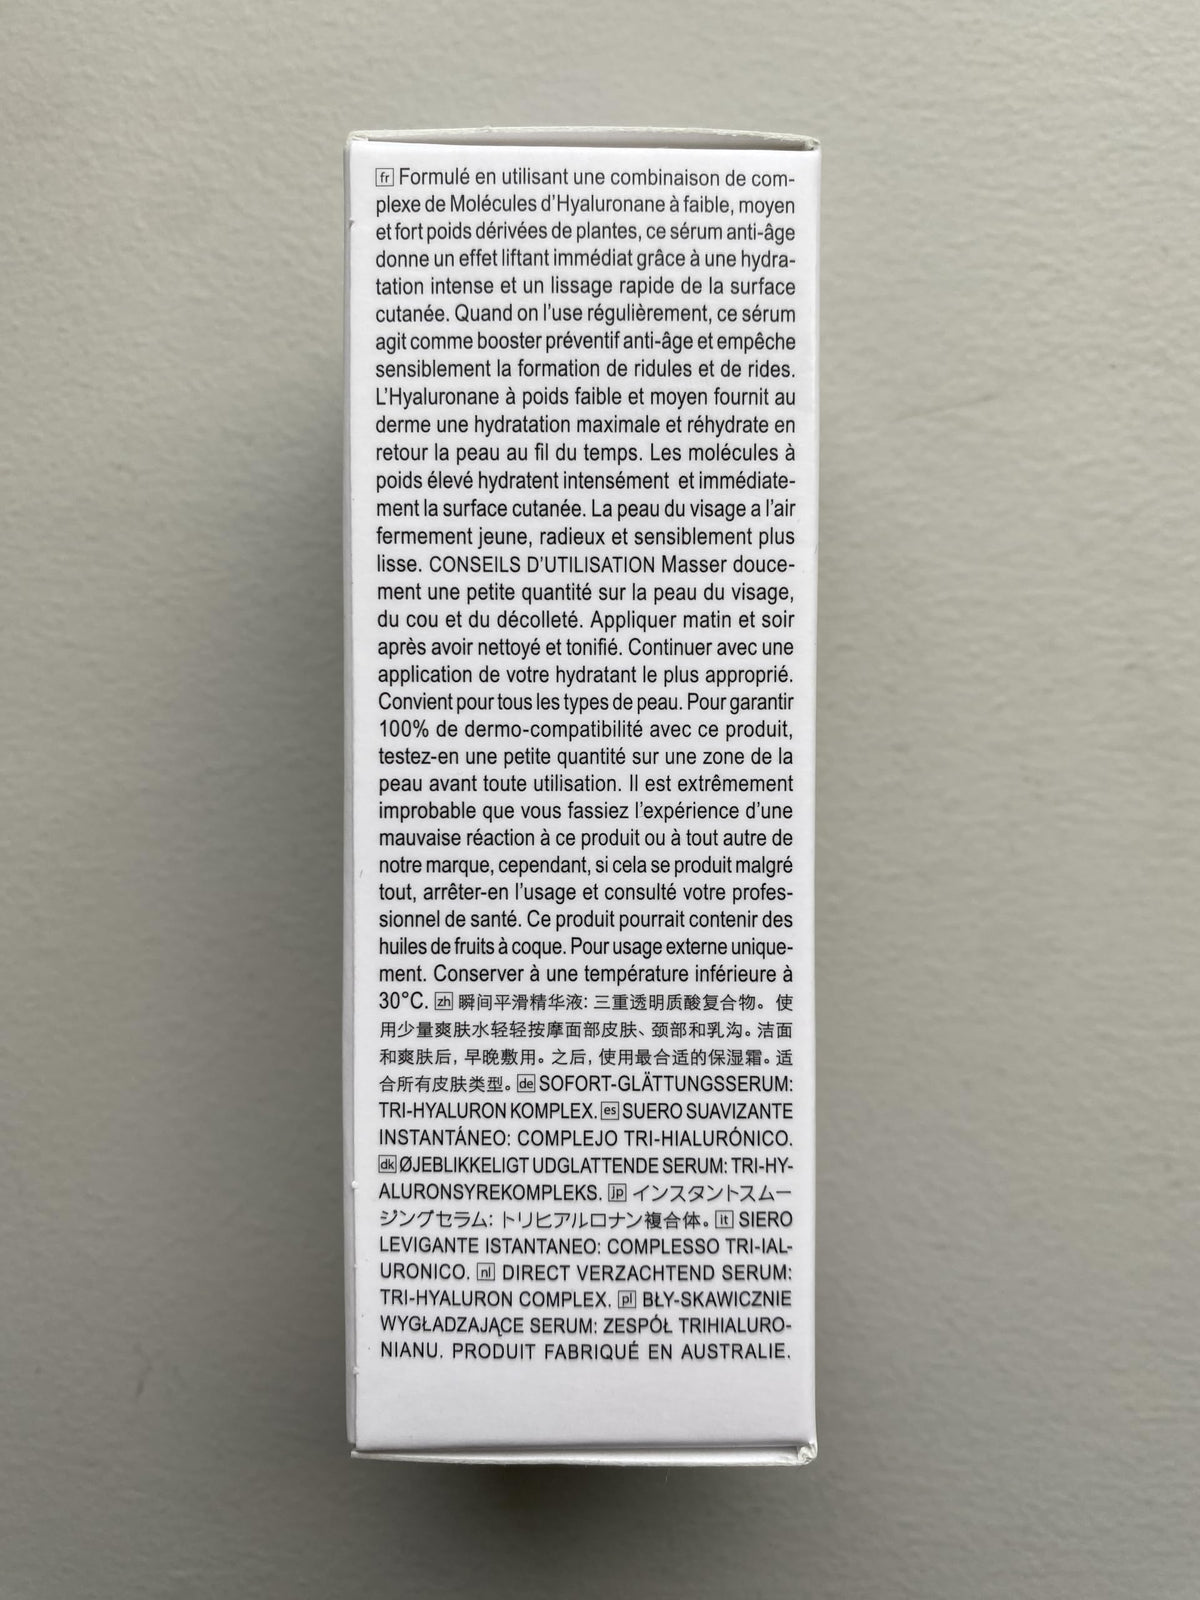 fr Formulé en utilisant une combinaison de com-
plexe de Molécules d'Hyaluronane à faible, moyen
et fort poids dérivées de plantes, ce sérum anti-âge
donne un effet liftant immédiat grâce à une hydra-
tation intense et un lissage rapide de la surface
cutanée. Quand on l'use régulièrement, ce sérum
agit comme booster préventif anti-âge et empêche
sensiblement la formation de ridules et de rides.
L'Hyaluronane à poids faible et moyen fournit au
derme une hydratation maximale et réhydrate en
retour la peau au fil du temps. Les molécules à
poids élevé hydratent intensément et immédiate-
ment la surface cutanée. La peau du visage a l'air
fermement jeune, radieux et sensiblement plus
lisse. CONSEILS D'UTILISATION Masser douce-
ment une petite quantité sur la peau du visage,
du cou et du décolleté. Appliquer matin et soir
après avoir nettoyé et tonifié. Continuer avec une
application de votre hydratant le plus approprié.
Convient pour tous les types de peau. Pour garantir
100% de dermo-compatibilité avec ce produit,
testez-en une petite quantité sur une zone de la
peau avant toute utilisation. Il est extrêmement
improbable que vous fassiez l'expérience d'une
mauvaise réaction à ce produit ou à tout autre de
notre marque, cependant, si cela se produit malgré
tout, arrêter-en l'usage et consulté votre profes-
sionnel de santé. Ce produit pourrait contenir des
huiles de fruits à coque. Pour usage externe unique-
ment. Conserver à une température inférieure à
30°C. zh 瞬间平滑精华液: 三重透明质酸复合物。使
用少量爽肤水轻轻按摩面部皮肤、颈部和乳沟。洁面
和爽肤后, 早晚敷用。之后, 使用最合适的保湿霜。适
合所有皮肤类型。de SOFORT-GLÄTTUNGSSERUM:
TRI-HYALURON KOMPLEX. es SUERO SUAVIZANTE
INSTANTÁNEO: COMPLEJO TRI-HIALURÓNICO.
dk ØJEBLIKKELIGT UDGLATTENDE SERUM: TRI-HY-
ALURONSYREKOMPLEKS. jp インスタントスムー
ジングセラム: トリヒアルロナン複合体。it SIERO
LEVIGANTE ISTANTANEO: COMPLESSO TRI-IAL-
URONICO. nl DIRECT VERZACHTEND SERUM:
TRI-HYALURON COMPLEX. pl BŁY-SKAWICZNIE
WYGŁADZAJĄCE SERUM: ZESPÓŁ TRIHIALURO-
NIANU. PRODUIT FABRIQUÉ EN AUSTRALIE.